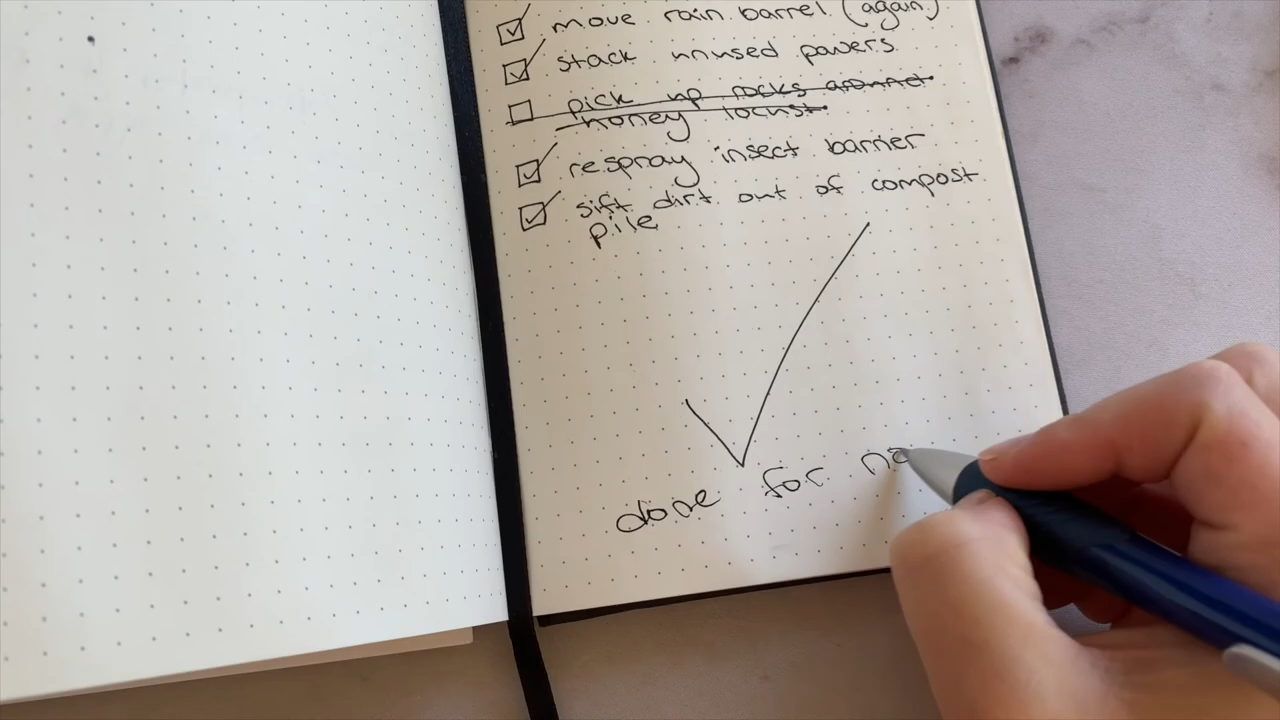 move rain barrel (again)
stack unused pavers
pick up rocks around
honey locust
respray insect barrier
sift dirt out of compost
pile
done for no